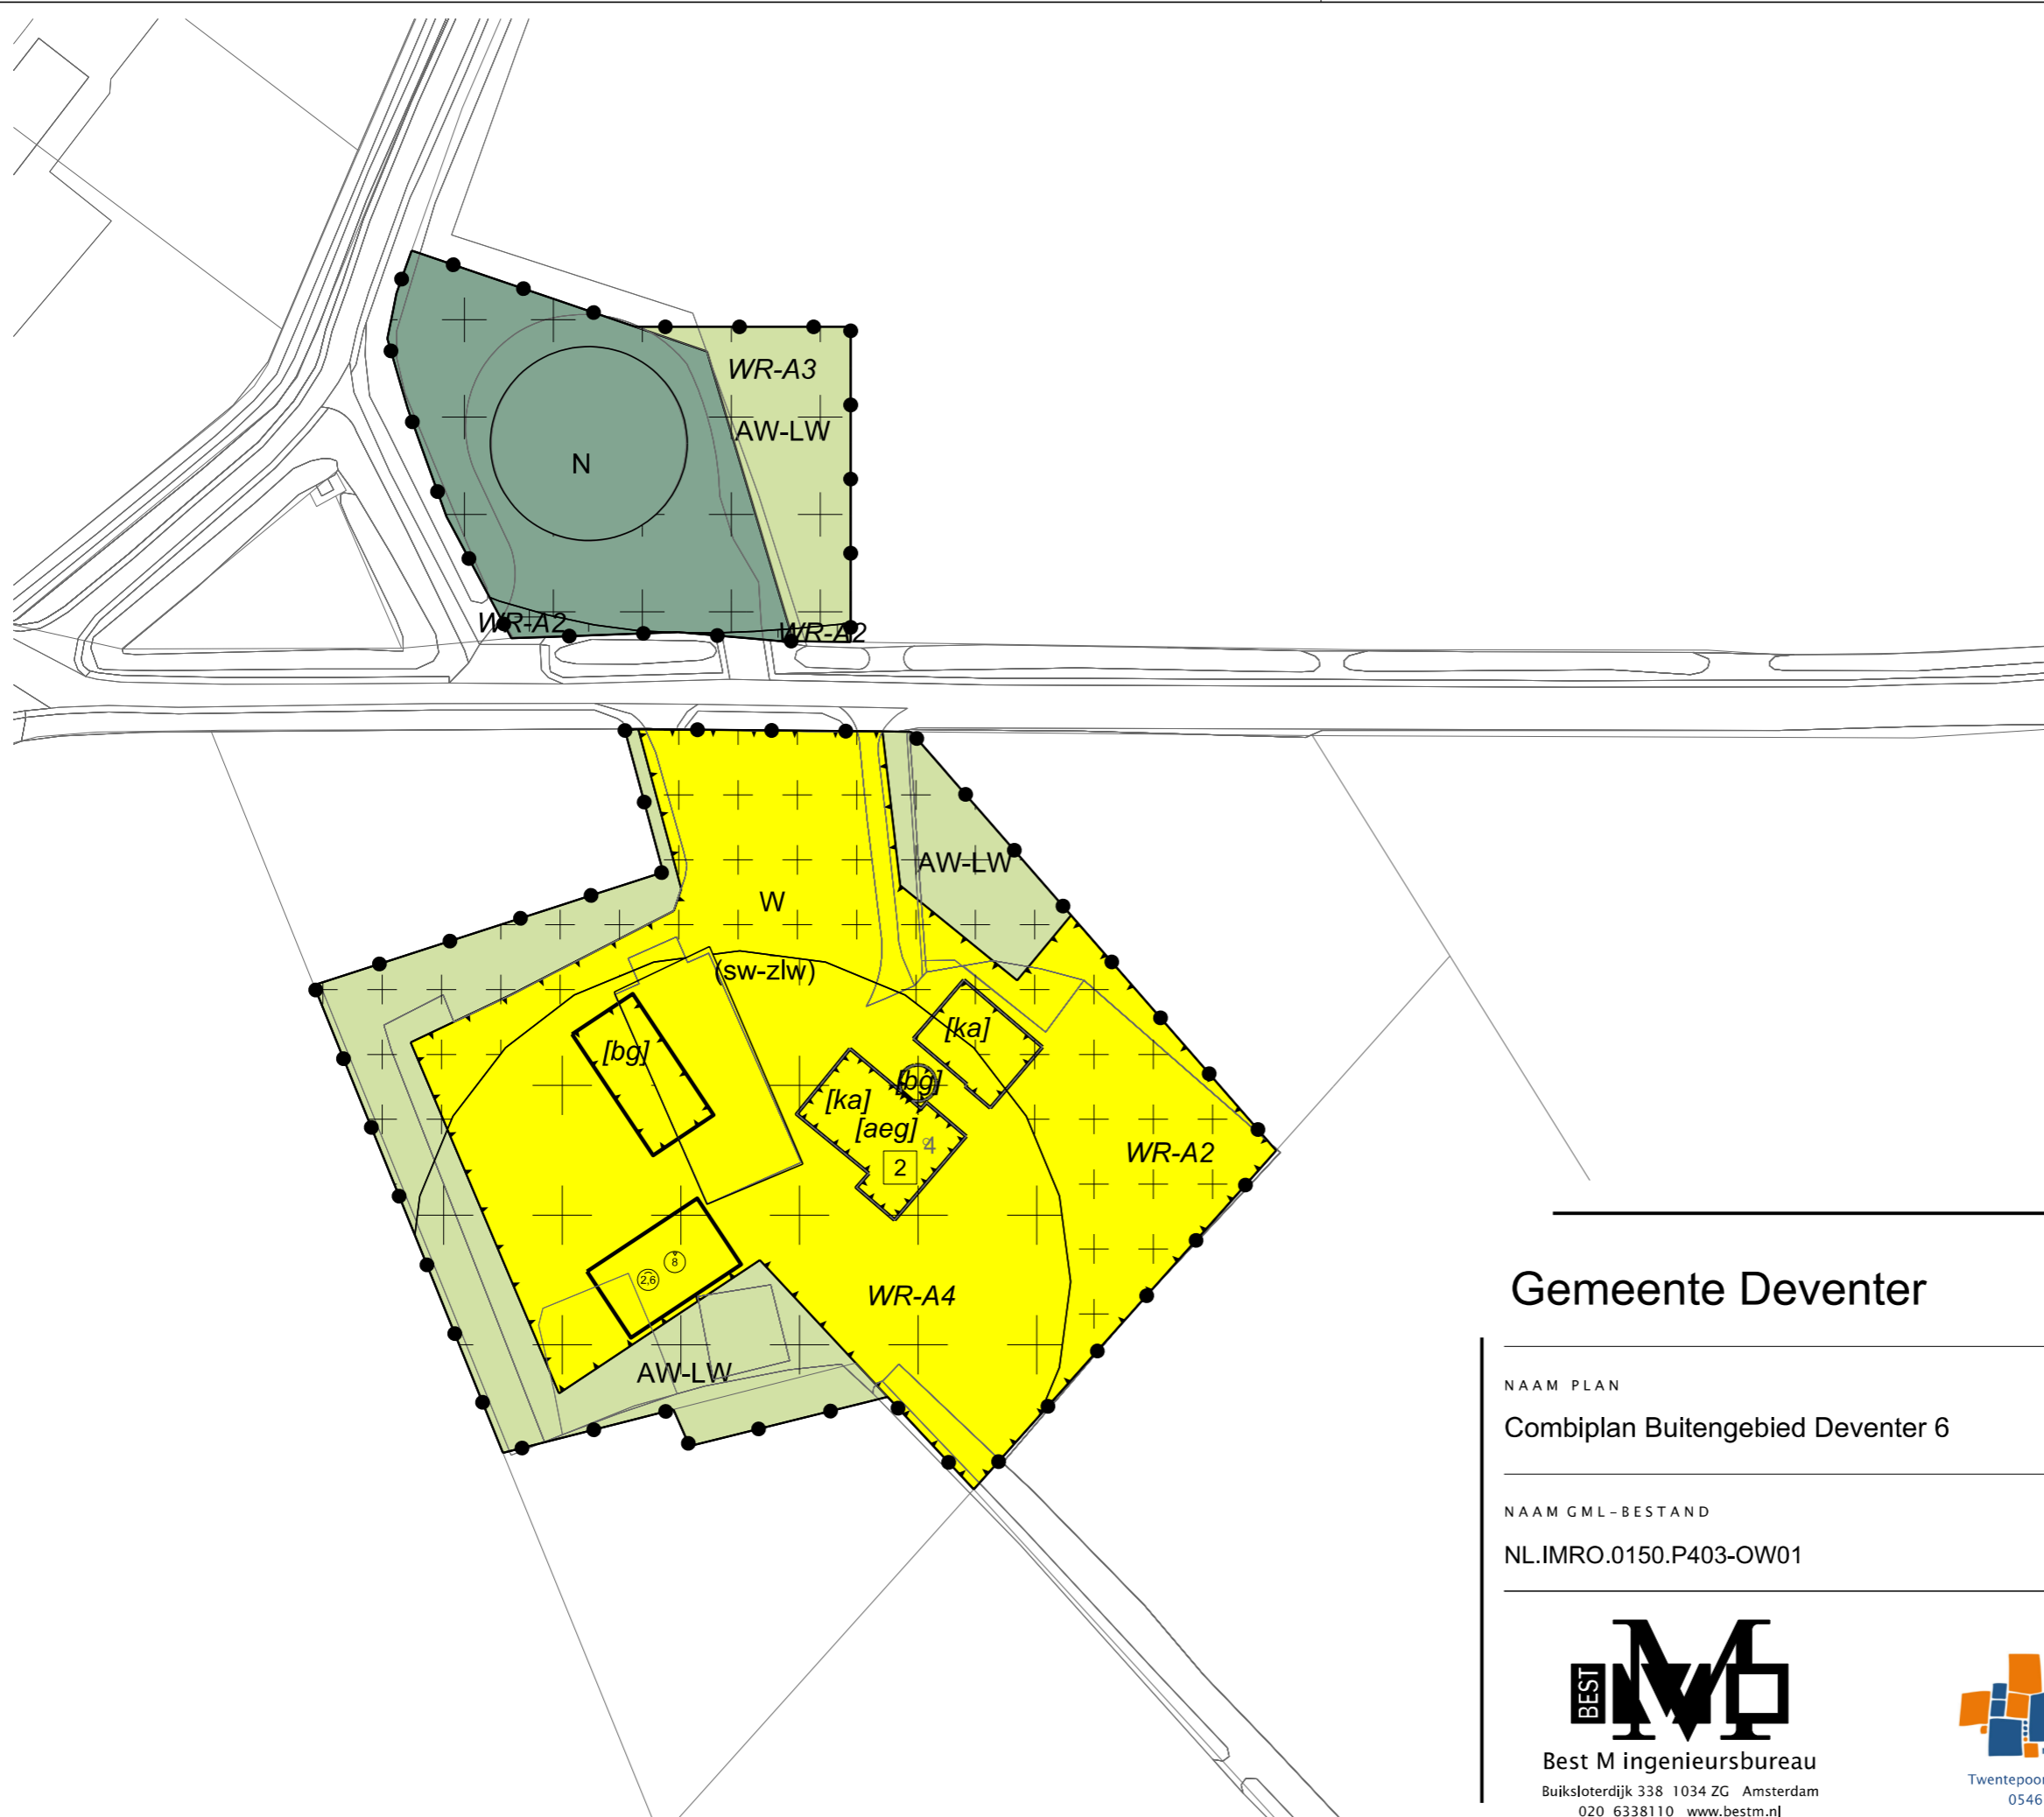 WR-A3
AW-LW
N
WR-A2
WR-A2
AW-LW
W
(sw-zlw)
[ka]
[bg]
[bg]
[ka]
[aeg]
4
2
WR-A2
8
2,6
WR-A4
AW-LW
Gemeente Deventer
NAAM PLAN
Combiplan Buitengebied Deventer 6
NAAM GML-BESTAND
NL.IMRO.0150.P403-OW01
BEST
M
Best M ingenieursbureau
Buiksloterdijk 338 1034 ZG Amsterdam
020 6338110 www.bestm.nl
Twentepoor
0546